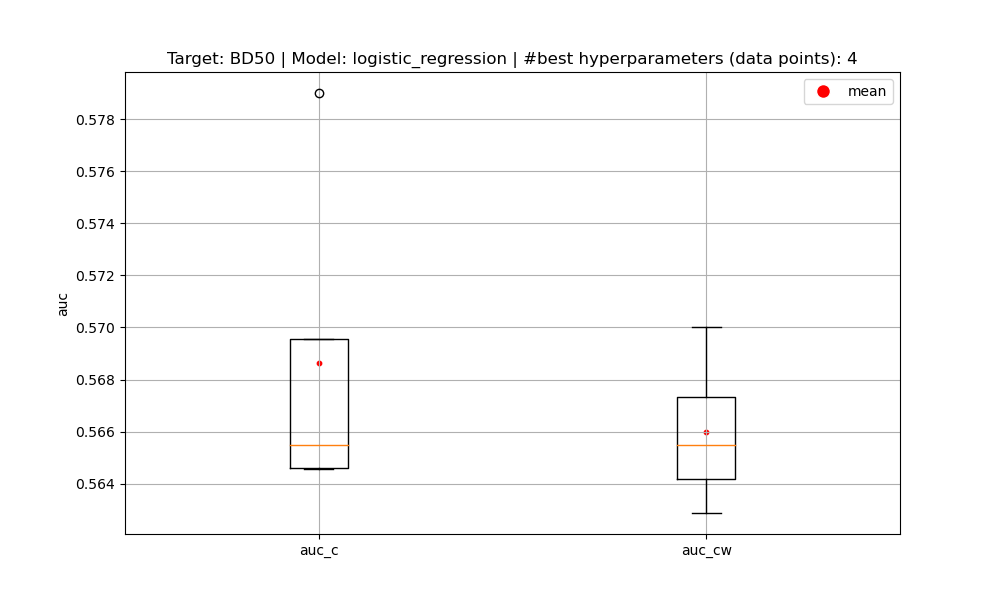 Target: BD50 | Model: logistic_regression | #best hyperparameters (data points): 4
mean
0.578
0.576
0.574
0.572
0.570
0.568
0.566
0.564
auc
auc_c
auc_cw